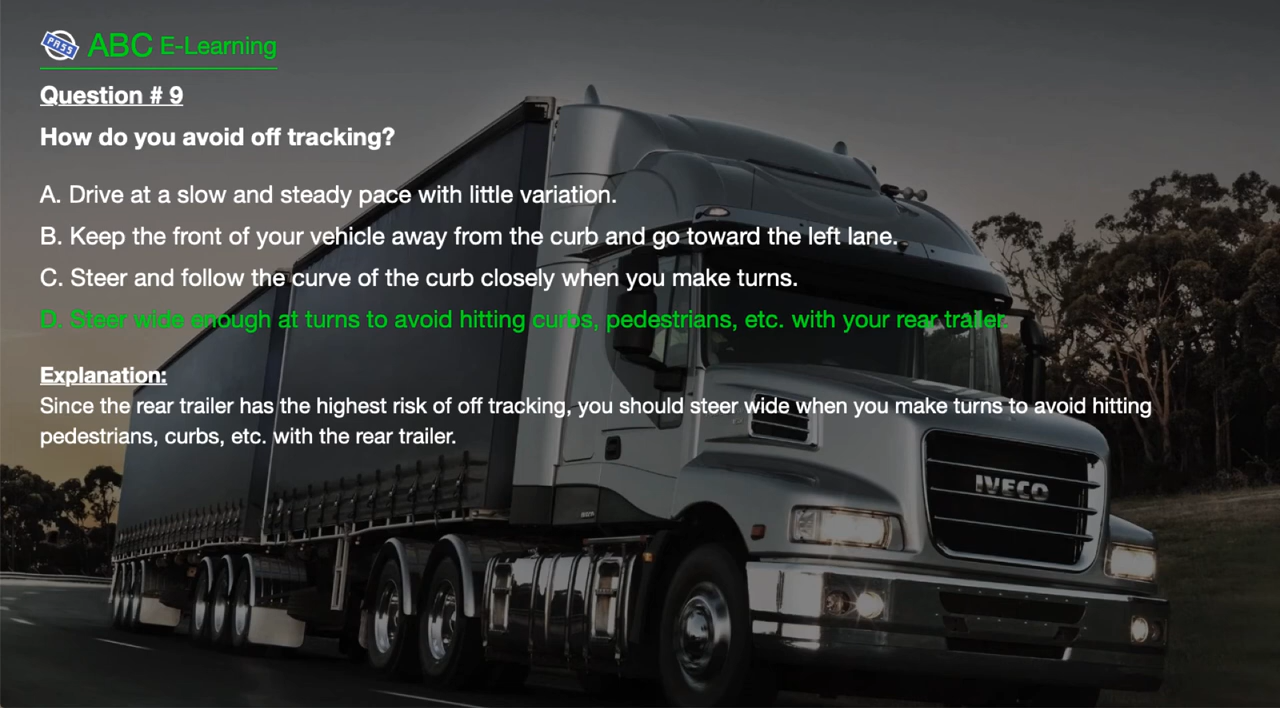 PASS ABC E-Learning
Question # 9
How do you avoid off tracking?
A. Drive at a slow and steady pace with little variation.
B. Keep the front of your vehicle away from the curb and go toward the left lane.
C. Steer and follow the curve of the curb closely when you make turns.
D. Steer wide enough at turns to avoid hitting curbs, pedestrians, etc. with your rear trailer.
Explanation:
Since the rear trailer has the highest risk of off tracking, you should steer wide when you make turns to avoid hitting
pedestrians, curbs, etc. with the rear trailer.
IVECO